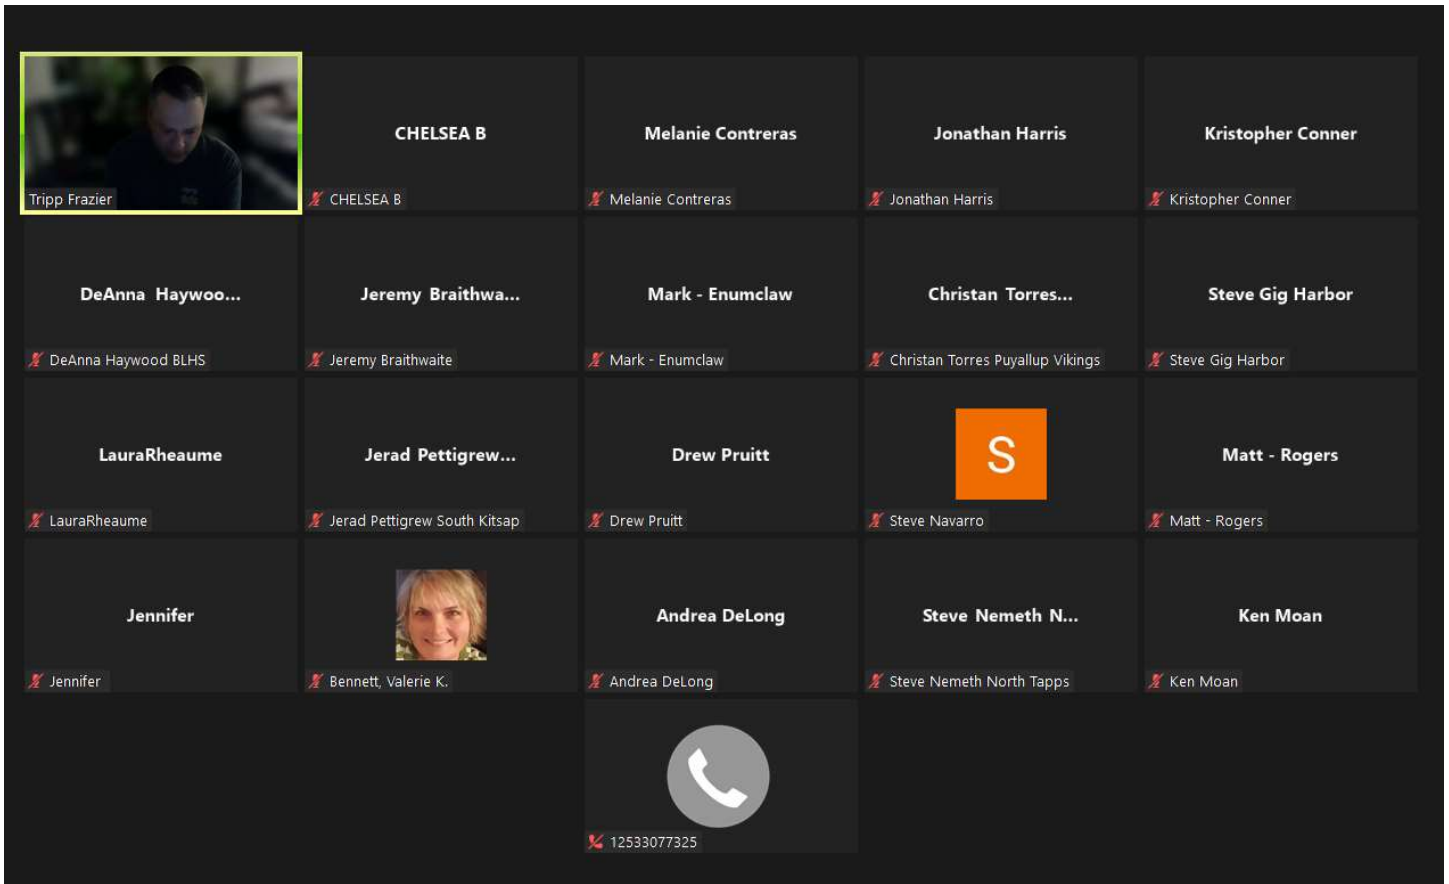 Tripp Frazier
CHELSEA B
CHELSEA B
Melanie Contreras
Melanie Contreras
Jonathan Harris
Jonathan Harris
Kristopher Conner
Kristopher Conner
DeAnna Haywoo...
DeAnna Haywood BLHS
Jeremy Braithwa...
Jeremy Braithwaite
Mark - Enumclaw
Mark - Enumclaw
Christan Torres...
Christan Torres Puyallup Vikings
Steve Gig Harbor
Steve Gig Harbor
LauraRheaume
LauraRheaume
Jerad Pettigrew...
Jerad Pettigrew South Kitsap
Drew Pruitt
Drew Pruitt
S
Steve Navarro
Matt - Rogers
Matt - Rogers
Jennifer
Jennifer
Bennett, Valerie K.
Andrea DeLong
Andrea DeLong
Steve Nemeth N...
Steve Nemeth North Tapps
Ken Moan
Ken Moan
12533077325